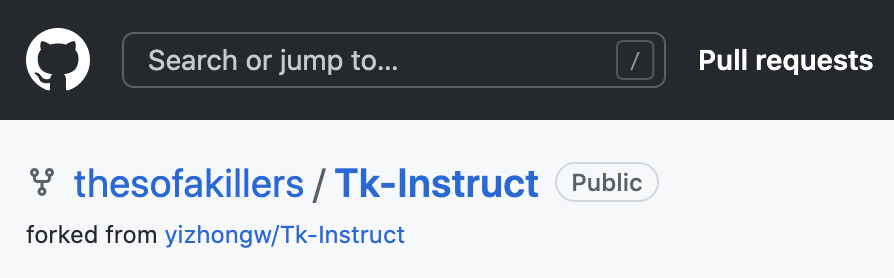 Search or jump to... / Pull requests
thesofakillers / Tk-Instruct Public
forked from yizhongw/Tk-Instruct